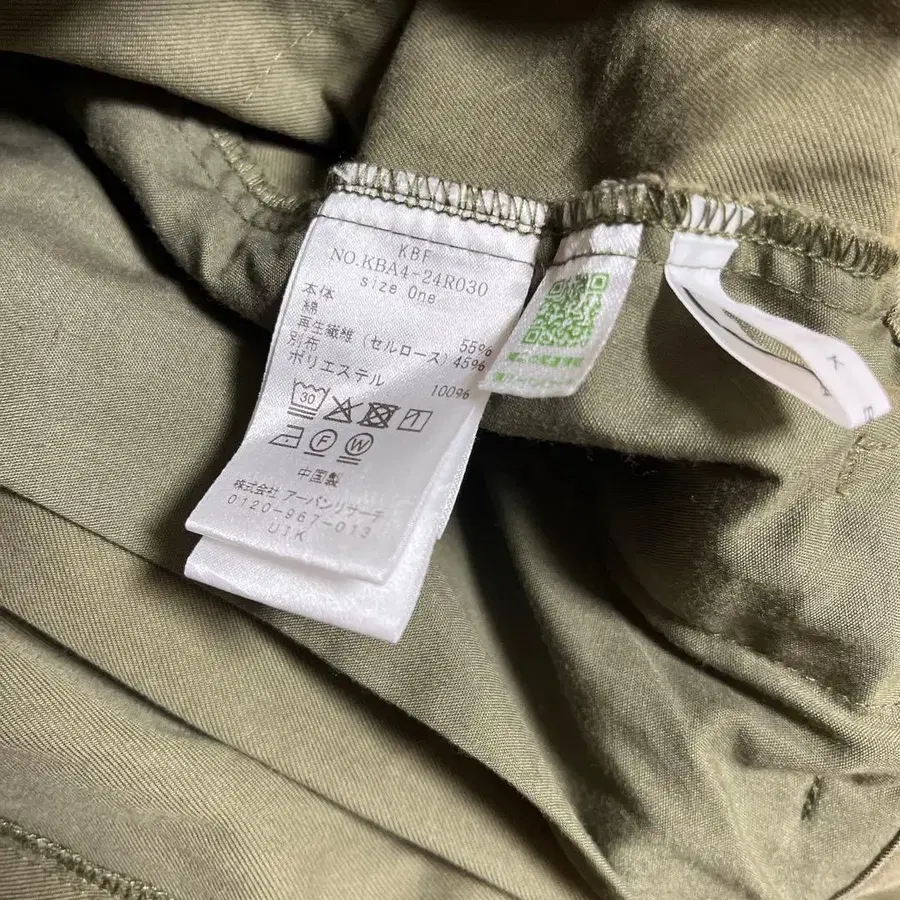 KBF
NO.KBA4-24R030
size One
本体
綿 55%
再生繊維 (セルロース) 45%
別布
ポリエステル 100%
30
F W
中国製
株式会社 アーバンリサーチ
0120-967-013
UIK
K